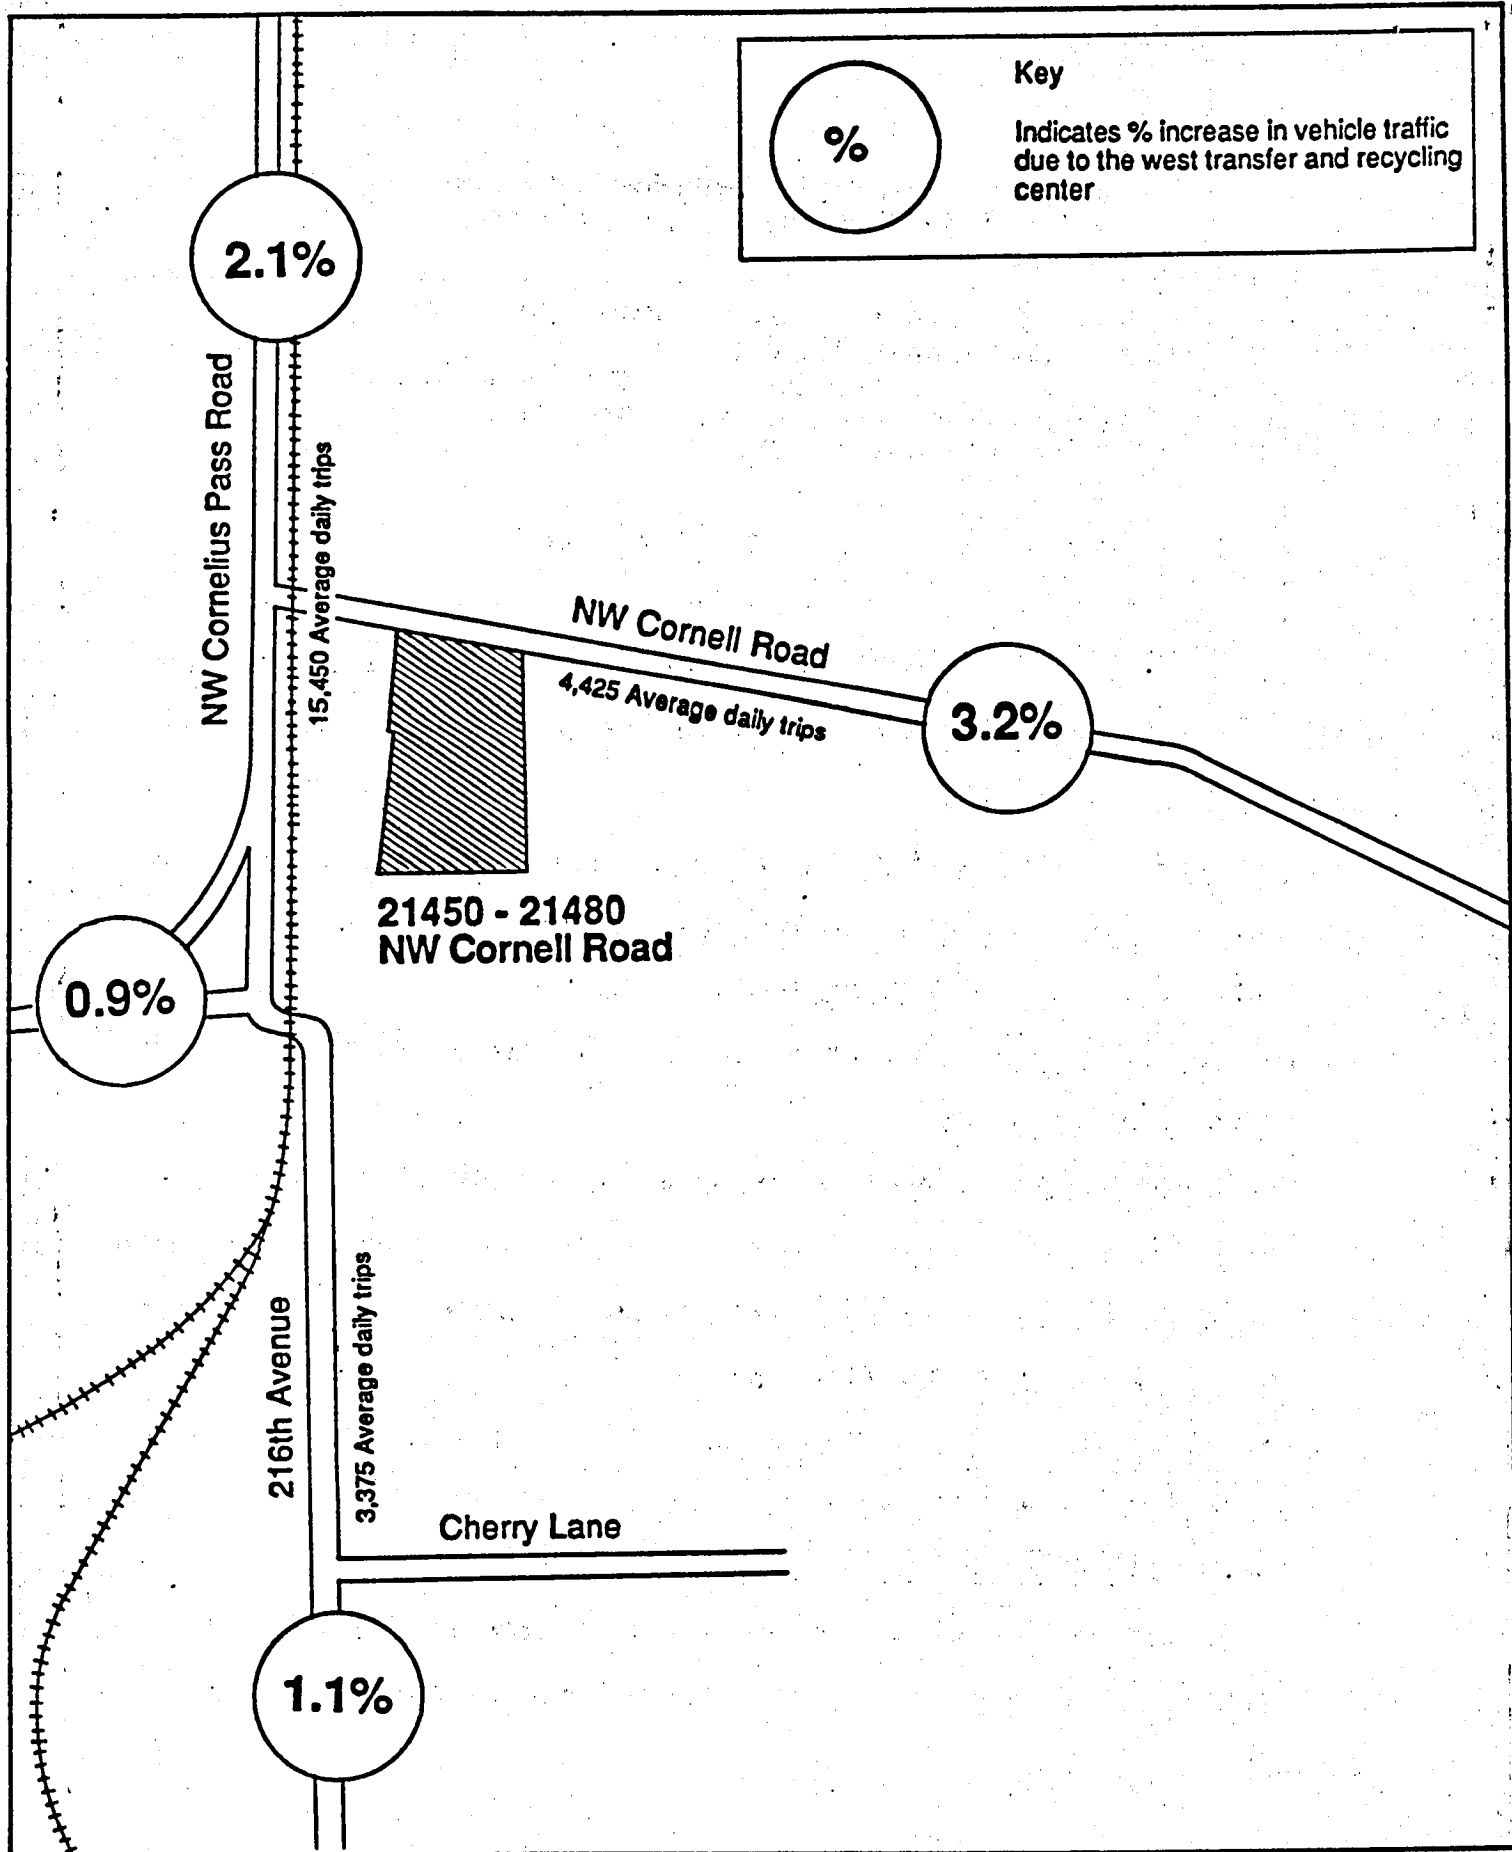 Key
%
Indicates % increase in vehicle traffic
due to the west transfer and recycling
center
2.1%
NW Cornelius Pass Road
15,450 Average daily trips
NW Cornell Road
4,425 Average daily trips
3.2%
21450 - 21480
NW Cornell Road
0.9%
216th Avenue
3,375 Average daily trips
Cherry Lane
1.1%